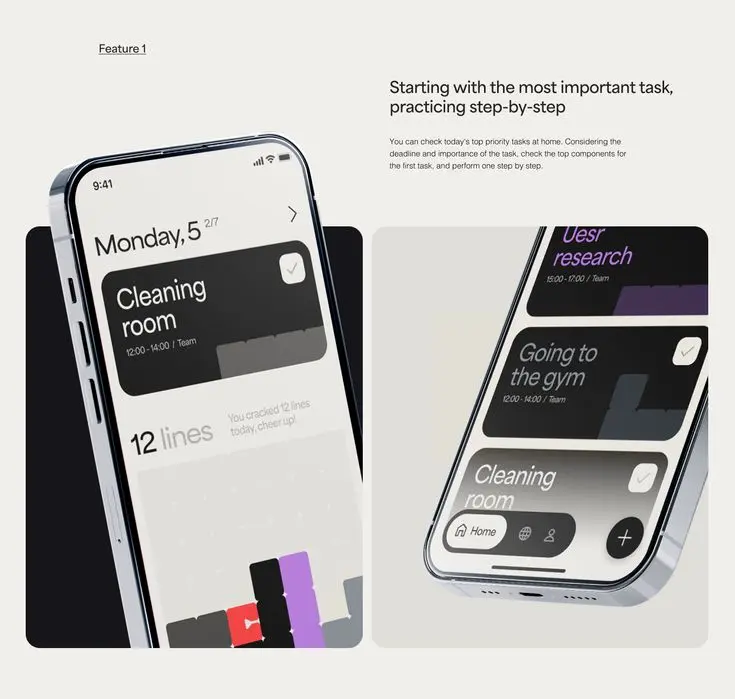 Feature 1
Starting with the most important task,
practicing step-by-step
You can check today's top priority tasks at home. Considering the
deadline and importance of the task, check the top components for
the first task, and perform one step by step.
9:41
Monday, 5 2/7
Cleaning
room
12:00 - 14:00 / Team
12 lines
You cracked 12 lines
today, cheer up!
Uesr
research
15:00 - 17:00 / Team
Going to
the gym
12:00 - 14:00 / Team
Cleaning
room
Home